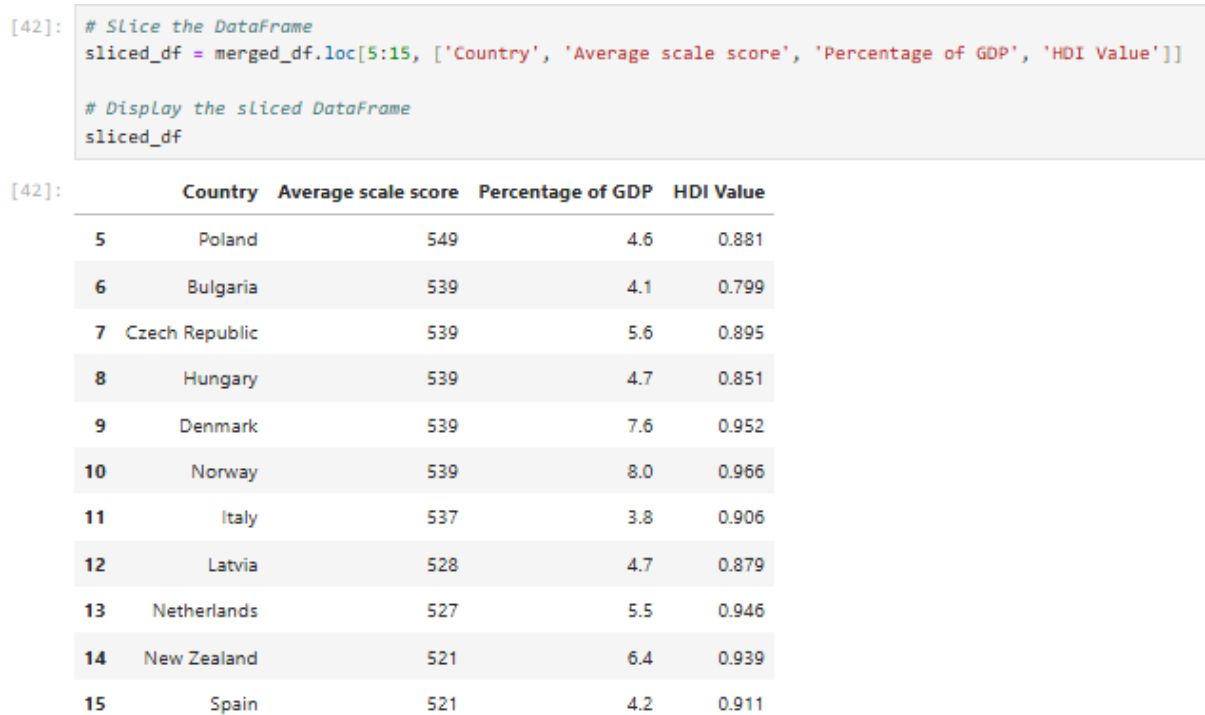 [42]: # Slice the DataFrame
sliced_df = merged_df.loc[5:15, ['Country', 'Average scale score', 'Percentage of GDP', 'HDI Value']]
# Display the sliced DataFrame
sliced_df
[42]: Country Average scale score Percentage of GDP HDI Value
5 Poland 549 4.6 0.881
6 Bulgaria 539 4.1 0.799
7 Czech Republic 539 5.6 0.895
8 Hungary 539 4.7 0.851
9 Denmark 539 7.6 0.952
10 Norway 539 8.0 0.966
11 Italy 537 3.8 0.906
12 Latvia 528 4.7 0.879
13 Netherlands 527 5.5 0.946
14 New Zealand 521 6.4 0.939
15 Spain 521 4.2 0.911